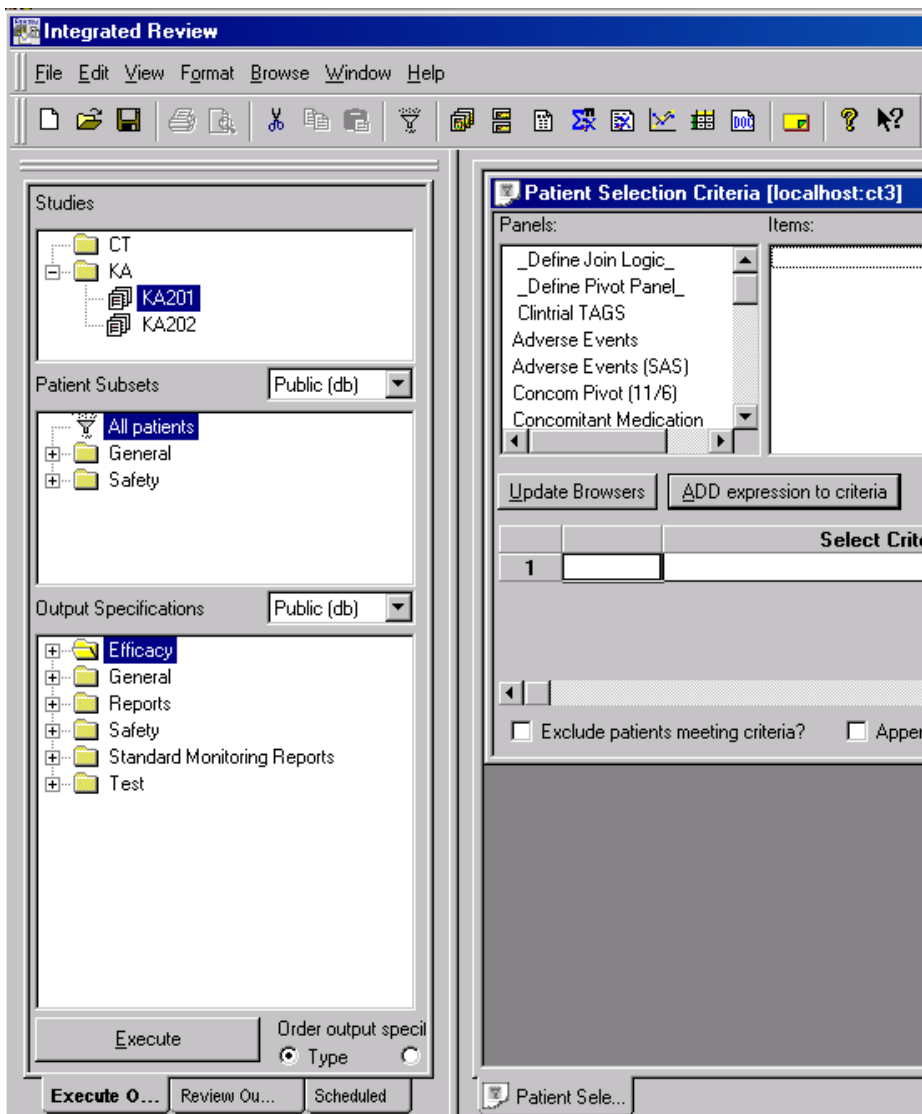 Integrated Review
File Edit View Format Browse Window Help
DOC
Studies
CT
KA
KA201
KA202
Patient Subsets Public (db)
All patients
General
Safety
Output Specifications Public (db)
Efficacy
General
Reports
Safety
Standard Monitoring Reports
Test
Execute
Order output specif
Type
Execute O... Review Ou... Scheduled
Patient Selection Criteria [localhost:ct3]
Panels: Items:
_Define Join Logic_
_Define Pivot Panel_
Clintrial TAGS
Adverse Events
Adverse Events (SAS)
Concom Pivot (11/6)
Concomitant Medication
Update Browsers ADD expression to criteria
Select Crite
1
Exclude patients meeting criteria? Apper
Patient Sele...